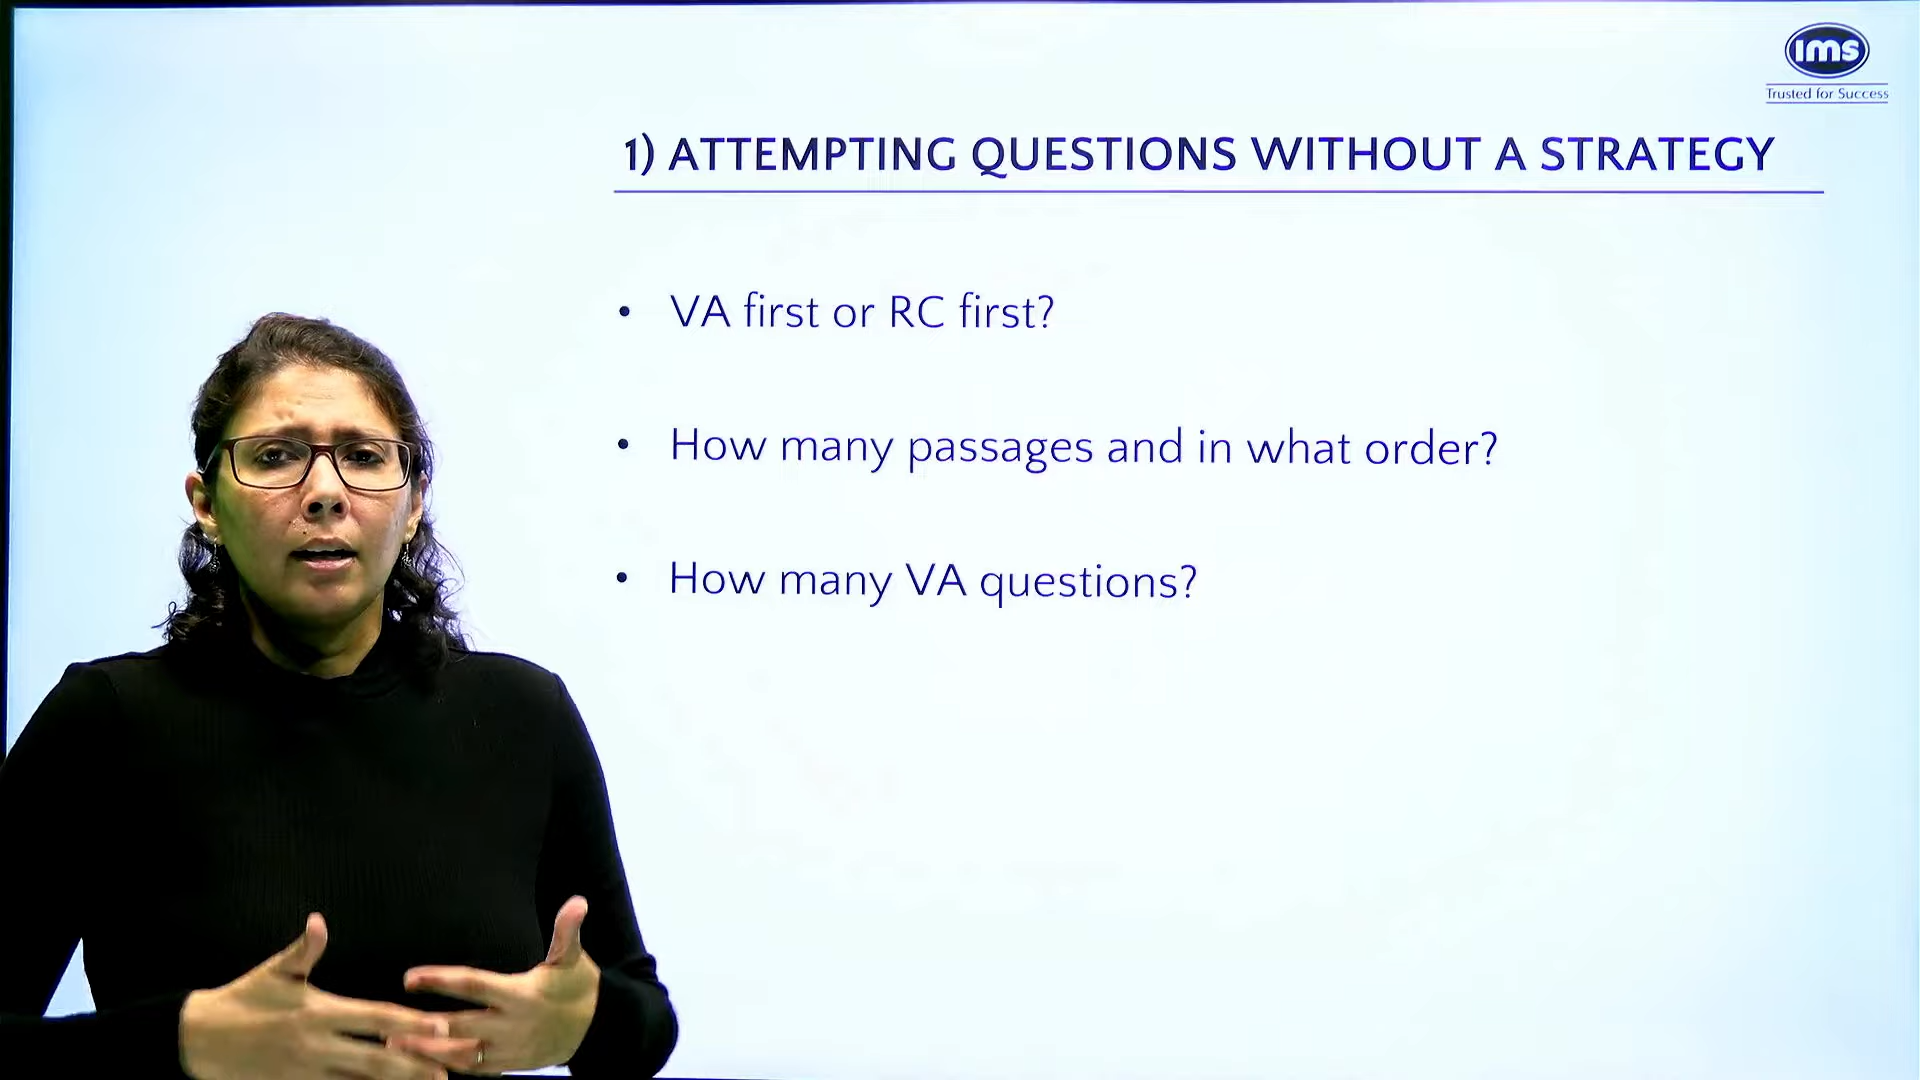 ims
Trusted for Success
1) ATTEMPTING QUESTIONS WITHOUT A STRATEGY
• VA first or RC first?
• How many passages and in what order?
• How many VA questions?